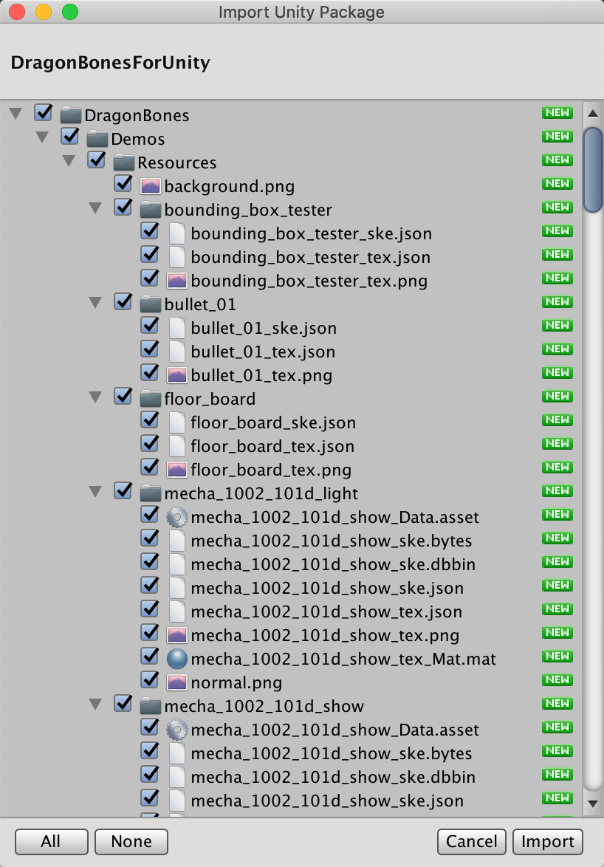 Import Unity Package
DragonBonesForUnity
DragonBones NEW
Demos NEW
Resources NEW
background.png NEW
bounding_box_tester NEW
bounding_box_tester_ske.json NEW
bounding_box_tester_tex.json NEW
bounding_box_tester_tex.png NEW
bullet_01 NEW
bullet_01_ske.json NEW
bullet_01_tex.json NEW
bullet_01_tex.png NEW
floor_board NEW
floor_board_ske.json NEW
floor_board_tex.json NEW
floor_board_tex.png NEW
mecha_1002_101d_light NEW
mecha_1002_101d_show_Data.asset NEW
mecha_1002_101d_show_ske.bytes NEW
mecha_1002_101d_show_ske.dbbin NEW
mecha_1002_101d_show_ske.json NEW
mecha_1002_101d_show_tex.json NEW
mecha_1002_101d_show_tex.png NEW
mecha_1002_101d_show_tex_Mat.mat NEW
normal.png NEW
mecha_1002_101d_show NEW
mecha_1002_101d_show_Data.asset NEW
mecha_1002_101d_show_ske.bytes NEW
mecha_1002_101d_show_ske.dbbin NEW
mecha_1002_101d_show_ske.json NEW
All None Cancel Import